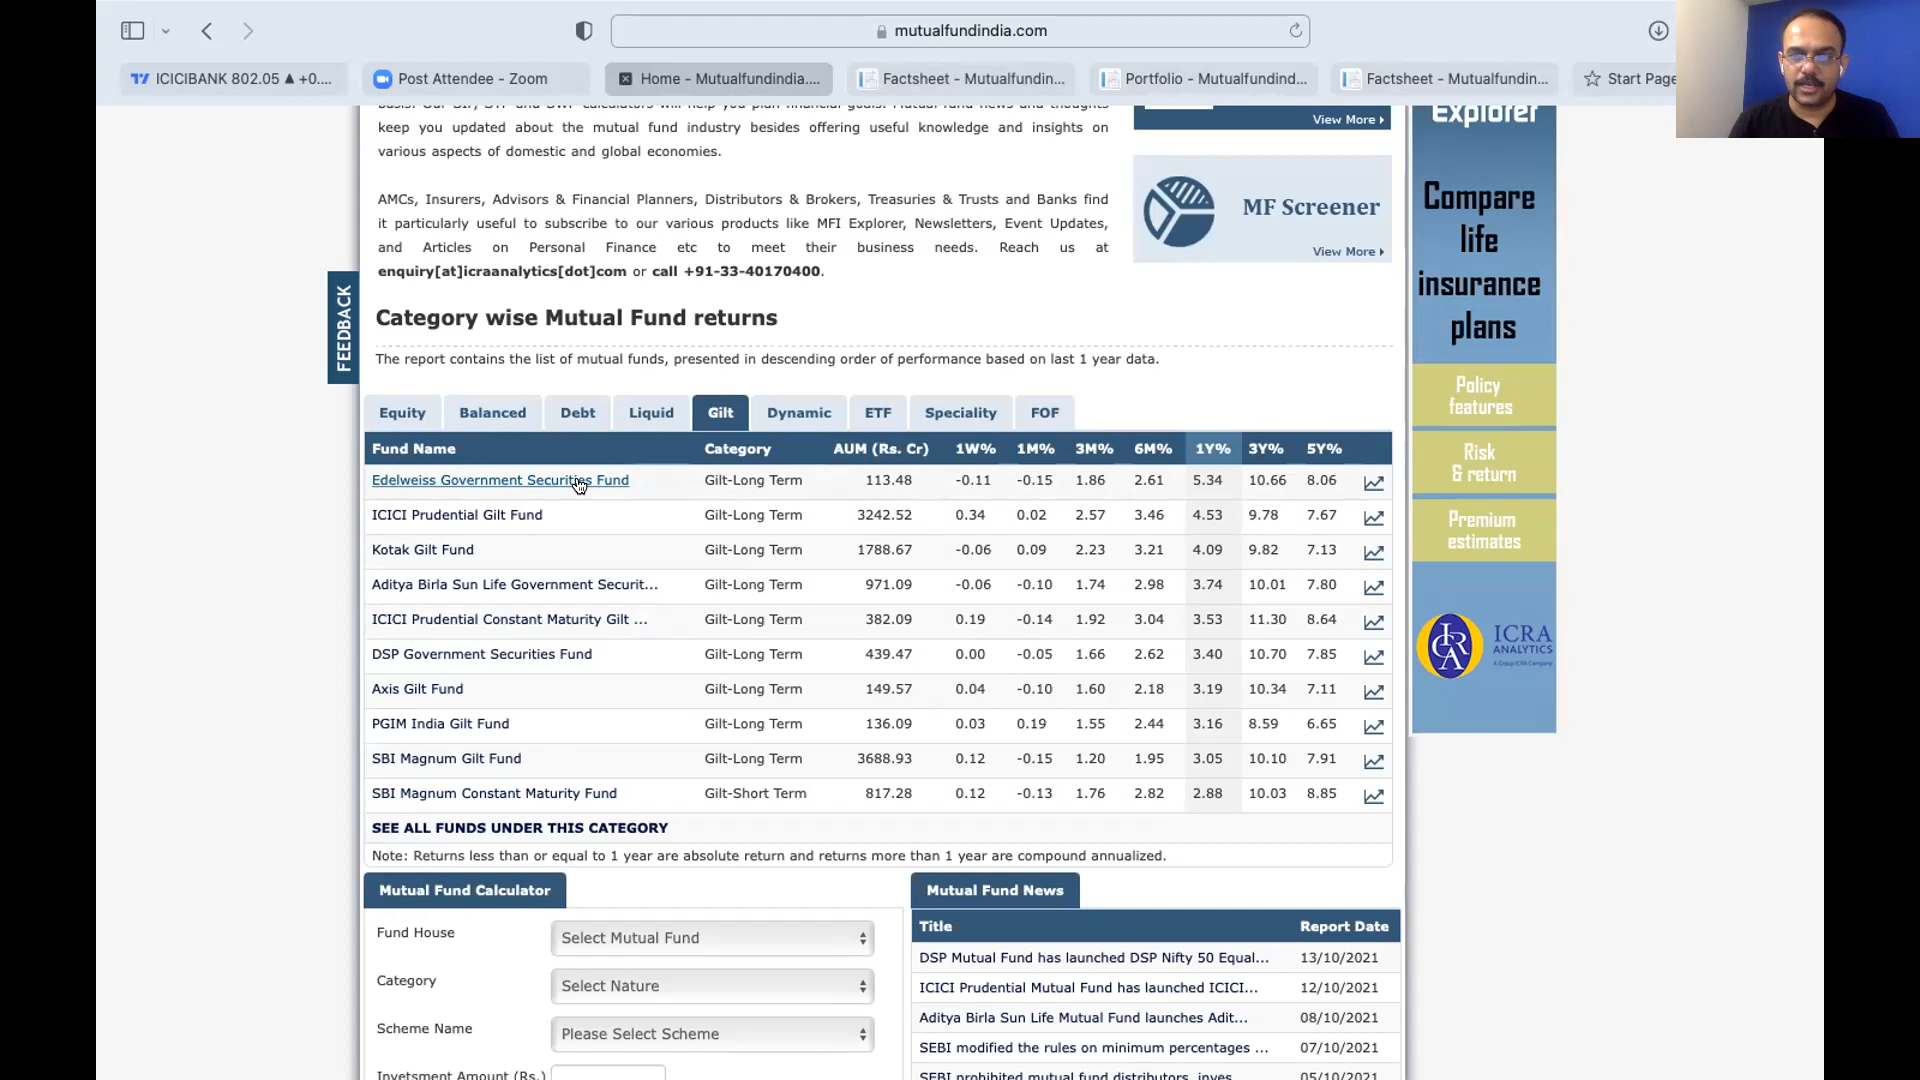 mutualfundindia.com
ICICIBANK 802.05 ▲ +0....
Post Attendee - Zoom
Home - Mutualfundindia....
Factsheet - Mutualfundin...
Portfolio - Mutualfundind...
Factsheet - Mutualfundin...
Start Page
keep you updated about the mutual fund industry besides offering useful knowledge and insights on
various aspects of domestic and global economies.
AMCs, Insurers, Advisors & Financial Planners, Distributors & Brokers, Treasuries & Trusts and Banks find
it particularly useful to subscribe to our various products like MFI Explorer, Newsletters, Event Updates,
and Articles on Personal Finance etc to meet their business needs. Reach us at
enquiry[at]icraanalytics[dot]com or call +91-33-40170400.
View More
MF Screener
View More
Explorer
Compare
life
insurance
plans
Policy
features
Risk
& return
Premium
estimates
ICRA
ICRA
ANALYTICS
A Group ICRA Company
FEEDBACK
Category wise Mutual Fund returns
The report contains the list of mutual funds, presented in descending order of performance based on last 1 year data.
Equity Balanced Debt Liquid Gilt Dynamic ETF Speciality FOF
Fund Name Category AUM (Rs. Cr) 1W% 1M% 3M% 6M% 1Y% 3Y% 5Y%
Edelweiss Government Securities Fund Gilt-Long Term 113.48 -0.11 -0.15 1.86 2.61 5.34 10.66 8.06
ICICI Prudential Gilt Fund Gilt-Long Term 3242.52 0.34 0.02 2.57 3.46 4.53 9.78 7.67
Kotak Gilt Fund Gilt-Long Term 1788.67 -0.06 0.09 2.23 3.21 4.09 9.82 7.13
Aditya Birla Sun Life Government Securit... Gilt-Long Term 971.09 -0.06 -0.10 1.74 2.98 3.74 10.01 7.80
ICICI Prudential Constant Maturity Gilt ... Gilt-Long Term 382.09 0.19 -0.14 1.92 3.04 3.53 11.30 8.64
DSP Government Securities Fund Gilt-Long Term 439.47 0.00 -0.05 1.66 2.62 3.40 10.70 7.85
Axis Gilt Fund Gilt-Long Term 149.57 0.04 -0.10 1.60 2.18 3.19 10.34 7.11
PGIM India Gilt Fund Gilt-Long Term 136.09 0.03 0.19 1.55 2.44 3.16 8.59 6.65
SBI Magnum Gilt Fund Gilt-Long Term 3688.93 0.12 -0.15 1.20 1.95 3.05 10.10 7.91
SBI Magnum Constant Maturity Fund Gilt-Short Term 817.28 0.12 -0.13 1.76 2.82 2.88 10.03 8.85
SEE ALL FUNDS UNDER THIS CATEGORY
Note: Returns less than or equal to 1 year are absolute return and returns more than 1 year are compound annualized.
Mutual Fund Calculator
Fund House Select Mutual Fund
Category Select Nature
Scheme Name Please Select Scheme
Invetsment Amount (Rs.)
Mutual Fund News
Title Report Date
DSP Mutual Fund has launched DSP Nifty 50 Equal... 13/10/2021
ICICI Prudential Mutual Fund has launched ICICI... 12/10/2021
Aditya Birla Sun Life Mutual Fund launches Adit... 08/10/2021
SEBI modified the rules on minimum percentages ... 07/10/2021
SEBI prohibited mutual fund distributors, inves... 05/10/2021